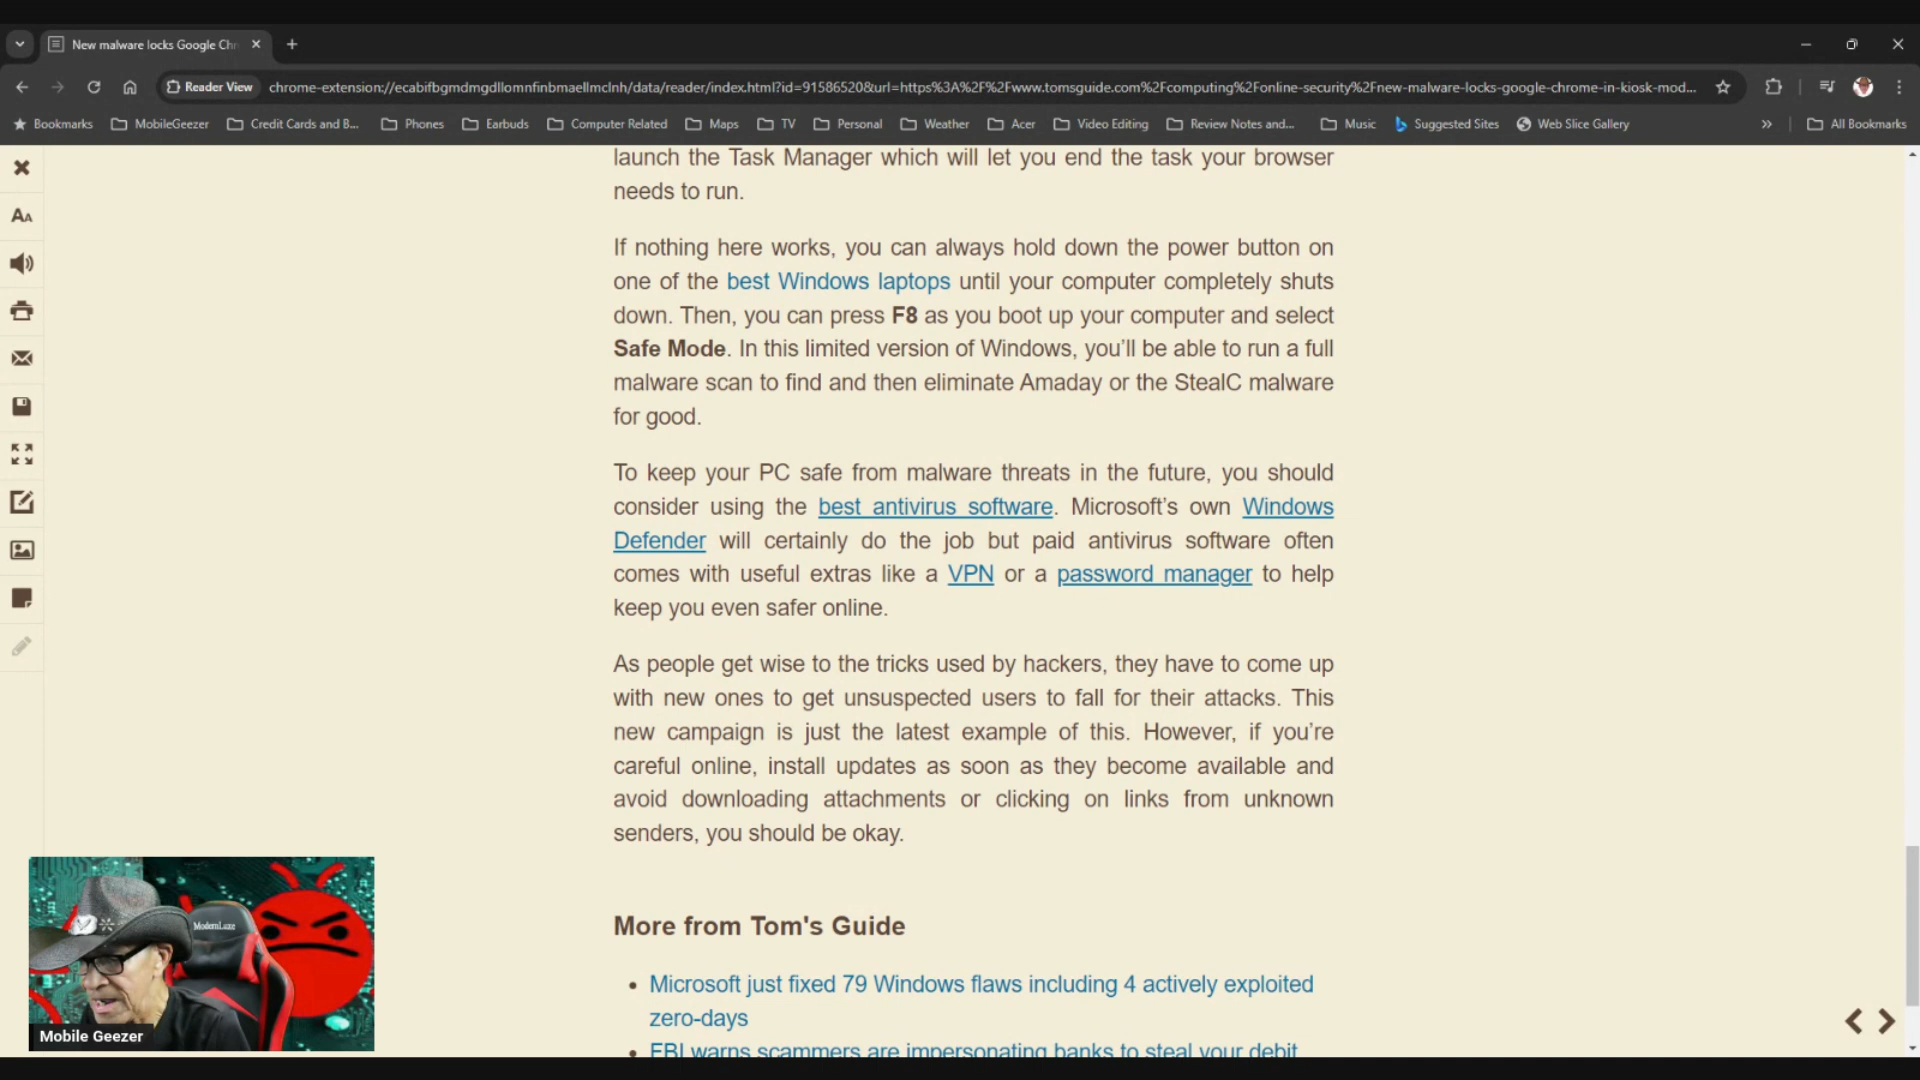 New malware locks Google Chr
Reader View
chrome-extension://ecabifbgmdmgdllomnfinbmaellmclnh/data/reader/index.html?id=91586520&url=https%3A%2F%2Fwww.tomsguide.com%2Fcomputing%2Fonline-security%2Fnew-malware-locks-google-chrome-in-kiosk-mod...
Bookmarks MobileGeezer Credit Cards and B... Phones Earbuds Computer Related Maps TV Personal Weather Acer Video Editing Review Notes and... Music Suggested Sites Web Slice Gallery » All Bookmarks
launch the Task Manager which will let you end the task your browser
needs to run.
If nothing here works, you can always hold down the power button on
one of the best Windows laptops until your computer completely shuts
down. Then, you can press F8 as you boot up your computer and select
Safe Mode. In this limited version of Windows, you’ll be able to run a full
malware scan to find and then eliminate Amaday or the StealC malware
for good.
To keep your PC safe from malware threats in the future, you should
consider using the best antivirus software. Microsoft’s own Windows
Defender will certainly do the job but paid antivirus software often
comes with useful extras like a VPN or a password manager to help
keep you even safer online.
As people get wise to the tricks used by hackers, they have to come up
with new ones to get unsuspected users to fall for their attacks. This
new campaign is just the latest example of this. However, if you’re
careful online, install updates as soon as they become available and
avoid downloading attachments or clicking on links from unknown
senders, you should be okay.
More from Tom's Guide
• Microsoft just fixed 79 Windows flaws including 4 actively exploited
zero-days
• FBI warns scammers are impersonating banks to steal your debit
ModernLuxe
Mobile Geezer